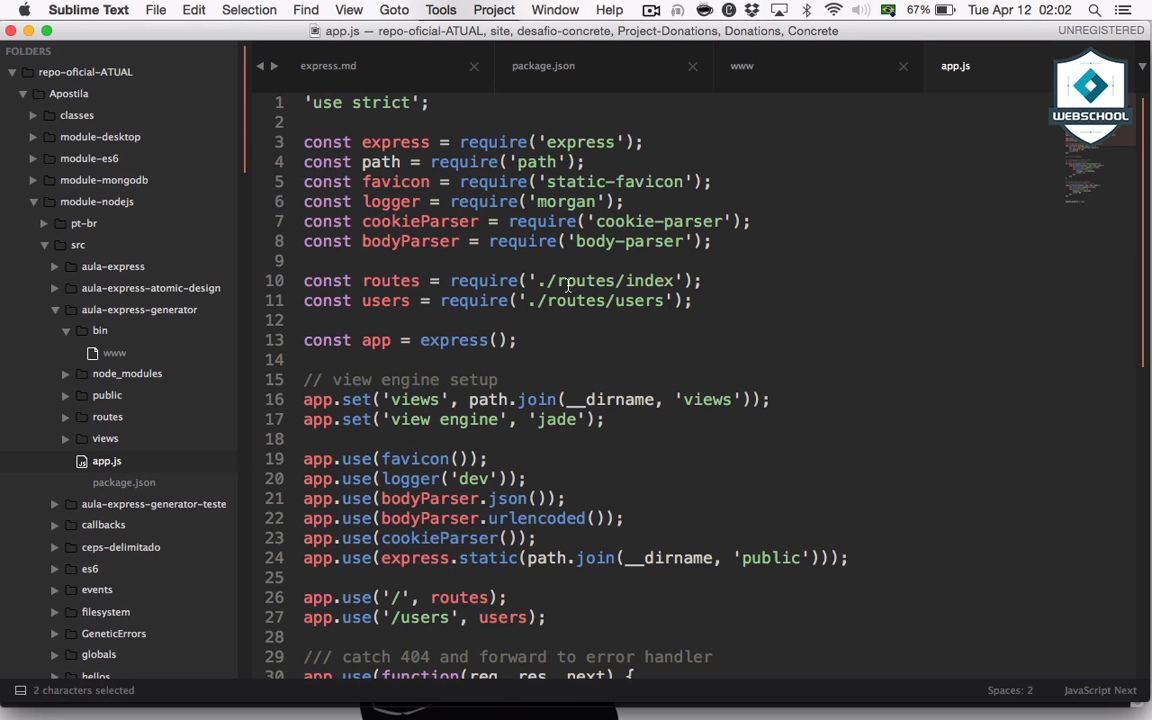 Sublime Text File Edit Selection Find View Goto Tools Project Window Help 67% Tue Apr 12 02:02
app.js — repo-oficial-ATUAL, site, desafio-concrete, Project-Donations, Donations, Concrete UNREGISTERED
FOLDERS
repo-oficial-ATUAL
Apostila
classes
module-desktop
module-es6
module-mongodb
module-nodejs
pt-br
src
aula-express
aula-express-atomic-design
aula-express-generator
bin
www
node_modules
public
routes
views
app.js
package.json
aula-express-generator-teste
callbacks
ceps-delimitado
es6
events
filesystem
GeneticErrors
globals
hellos
express.md package.json www app.js
WEBSCHOOL
1 'use strict';
2
3 const express = require('express');
4 const path = require('path');
5 const favicon = require('static-favicon');
6 const logger = require('morgan');
7 const cookieParser = require('cookie-parser');
8 const bodyParser = require('body-parser');
9
10 const routes = require('./routes/index');
11 const users = require('./routes/users');
12
13 const app = express();
14
15 // view engine setup
16 app.set('views', path.join(__dirname, 'views'));
17 app.set('view engine', 'jade');
18
19 app.use(favicon());
20 app.use(logger('dev'));
21 app.use(bodyParser.json());
22 app.use(bodyParser.urlencoded());
23 app.use(cookieParser());
24 app.use(express.static(path.join(__dirname, 'public')));
25
26 app.use('/', routes);
27 app.use('/users', users);
28
29 /// catch 404 and forward to error handler
30 app.use(function(req, res, next) {
2 characters selected Spaces: 2 JavaScript Next